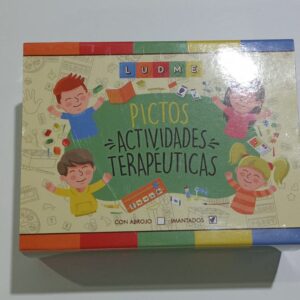 LUDME
PICTOS
ACTIVIDADES
TERAPEUTICAS
CON ABROJO IMANTADOS